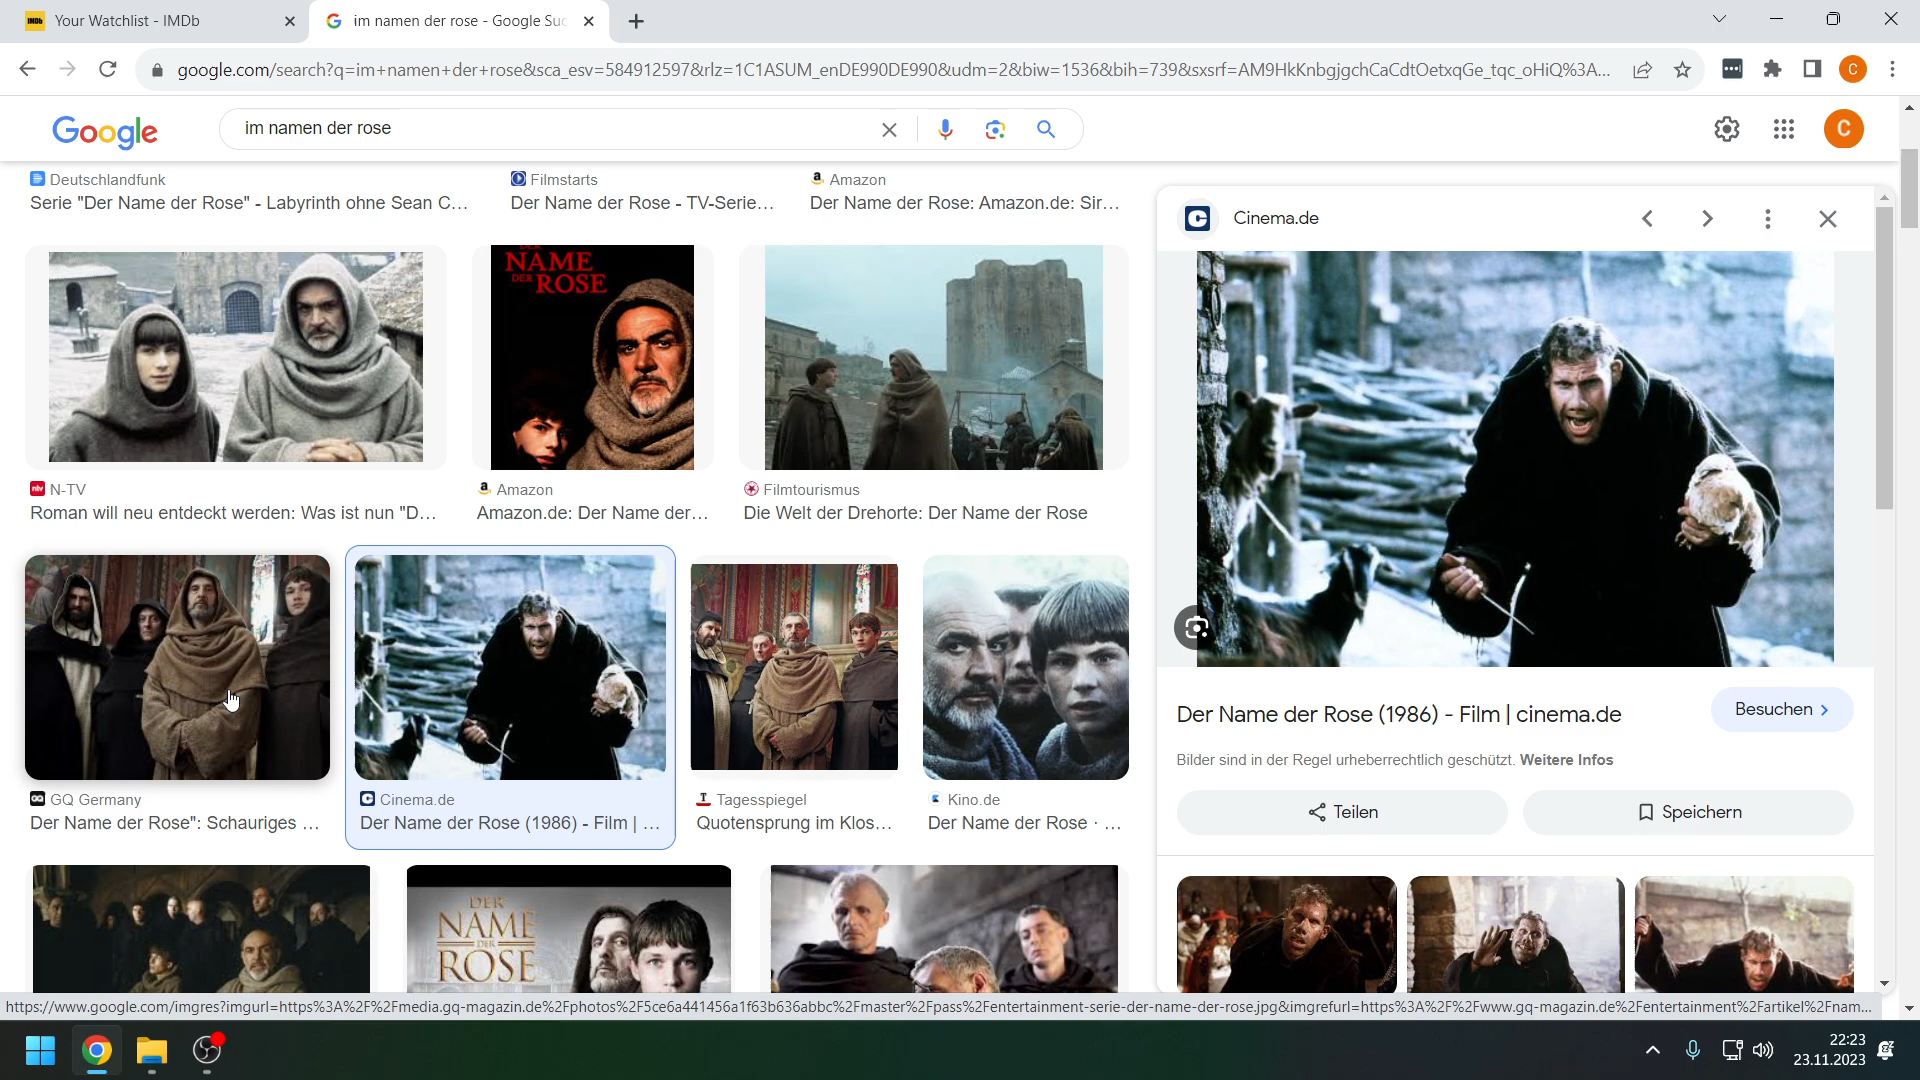 Your Watchlist - IMDb
im namen der rose - Google Suc
google.com/search?q=im+namen+der+rose&sca_esv=584912597&rlz=1C1ASUM_enDE990DE990&udm=2&biw=1536&bih=739&sxsrf=AM9HkKnbgjgchCaCdtOetxqGe_tqc_oHiQ%3A...
C
Google
im namen der rose
C
Deutschlandfunk
Serie "Der Name der Rose" - Labyrinth ohne Sean C...
Filmstarts
Der Name der Rose - TV-Serie...
Amazon
Der Name der Rose: Amazon.de: Sir...
Cinema.de
NAME
DER ROSE
N-TV
Roman will neu entdeckt werden: Was ist nun "D...
Amazon
Amazon.de: Der Name der...
Filmtourismus
Die Welt der Drehorte: Der Name der Rose
GQ Germany
Der Name der Rose": Schauriges ...
Cinema.de
Der Name der Rose (1986) - Film | ...
Tagesspiegel
Quotensprung im Klos...
Kino.de
Der Name der Rose · ...
Der Name der Rose (1986) - Film | cinema.de
Besuchen
Bilder sind in der Regel urheberrechtlich geschützt. Weitere Infos
Teilen
Speichern
DER
NAME
DER
ROSE
https://www.google.com/imgres?imgurl=https%3A%2F%2Fmedia.gq-magazin.de%2Fphotos%2F5ce6a441456a1f63b636abbc%2Fmaster%2Fpass%2Fentertainment-serie-der-name-der-rose.jpg&imgrefurl=https%3A%2F%2Fwww.gq-magazin.de%2Fentertainment%2Fartikel%2Fnam...
22:23
23.11.2023